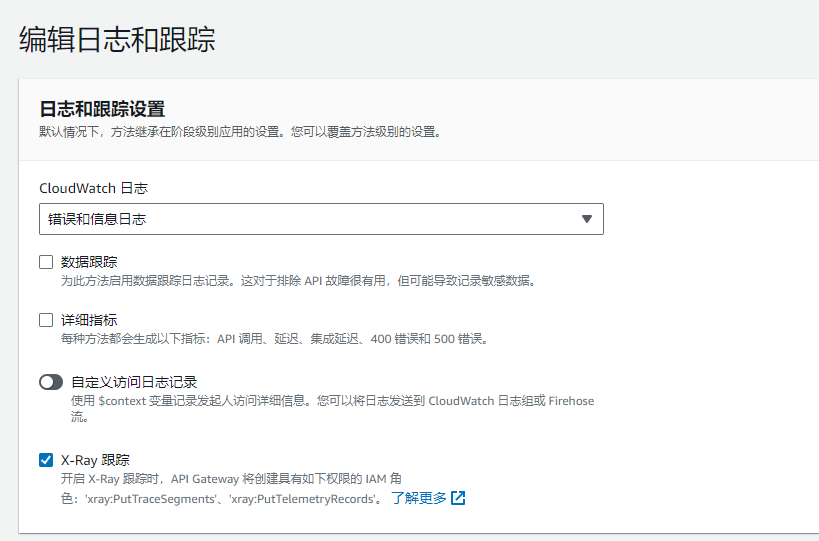 编辑日志和跟踪
日志和跟踪设置
默认情况下，方法继承在阶段级别应用的设置。您可以覆盖方法级别的设置。
CloudWatch 日志
错误和信息日志
数据跟踪
为此方法启用数据跟踪日志记录。这对于排除 API 故障很有用，但可能导致记录敏感数据。
详细指标
每种方法都会生成以下指标：API 调用、延迟、集成延迟、400 错误和 500 错误。
自定义访问日志记录
使用 $context 变量记录发起人访问详细信息。您可以将日志发送到 CloudWatch 日志组或 Firehose
流。
X-Ray 跟踪
开启 X-Ray 跟踪时，API Gateway 将创建具有如下权限的 IAM 角
色：'xray:PutTraceSegments'、'xray:PutTelemetryRecords'。 了解更多